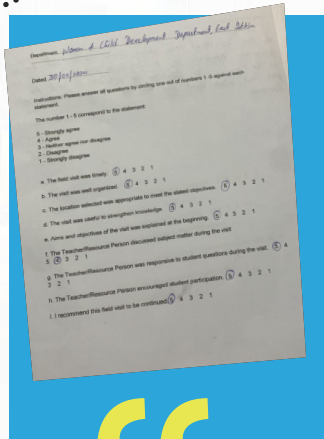 Department: Women & Child Development Department, East
Dated: 20/01/2020
Instructions: Please answer all questions by circling one out of numbers 1-5 against each
statement.
The number 1 - 5 correspond to the statement:
5 - Strongly agree
4 - Agree
3 - Neither agree nor disagree
2 - Disagree
1 - Strongly disagree
a. The field visit was timely. 5 4 3 2 1
b. The visit was well organized. 5 4 3 2 1
c. The location selected was appropriate to meet the stated objectives. 5 4 3 2 1
d. The visit was useful to strengthen knowledge. 5 4 3 2 1
e. Aims and objectives of the visit was explained at the beginning. 5 4 3 2 1
f. The Teacher/Resource Person discussed subject matter during the visit
5 4 3 2 1
g. The Teacher/Resource Person was responsive to student questions during the visit. 5 4
3 2 1
h. The Teacher/Resource Person encouraged student participation. 5 4 3 2 1
i. I recommend this field visit to be continued 5 4 3 2 1